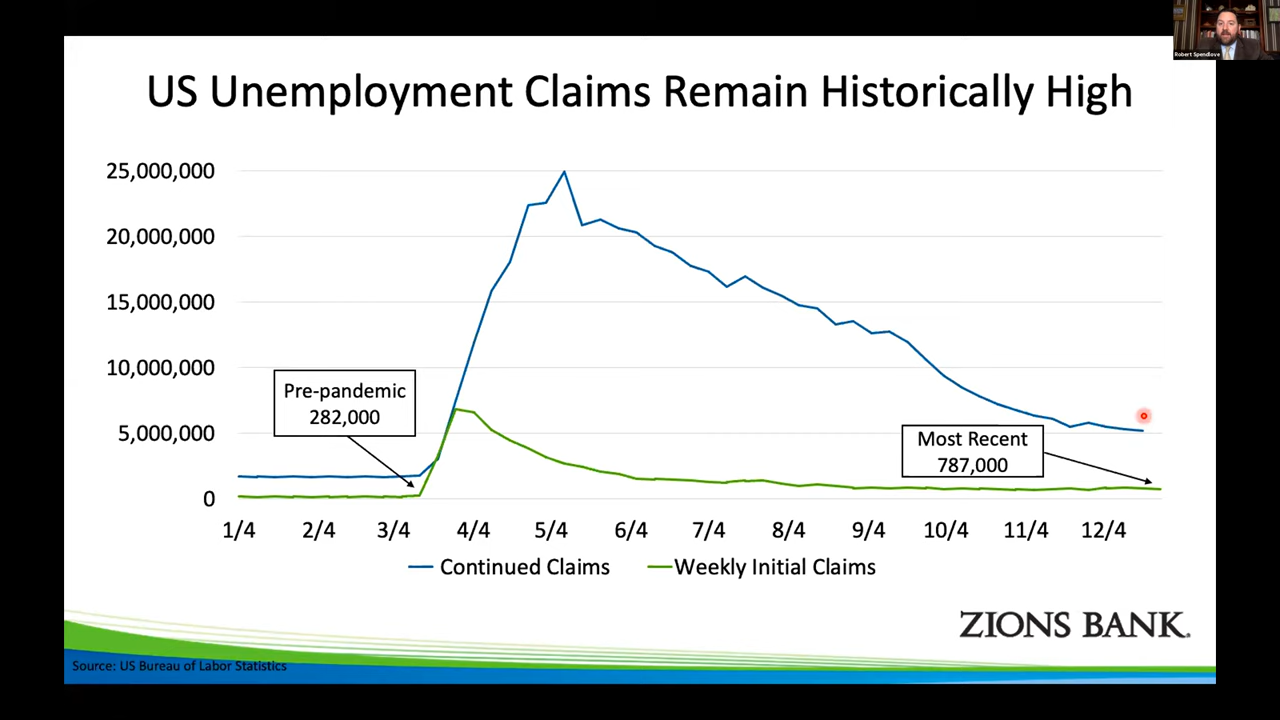 Robert Spendlove
US Unemployment Claims Remain Historically High
25,000,000
20,000,000
15,000,000
10,000,000
5,000,000
0
Pre-pandemic
282,000
Most Recent
787,000
1/4 2/4 3/4 4/4 5/4 6/4 7/4 8/4 9/4 10/4 11/4 12/4
Continued Claims Weekly Initial Claims
ZIONS BANK.
Source: US Bureau of Labor Statistics